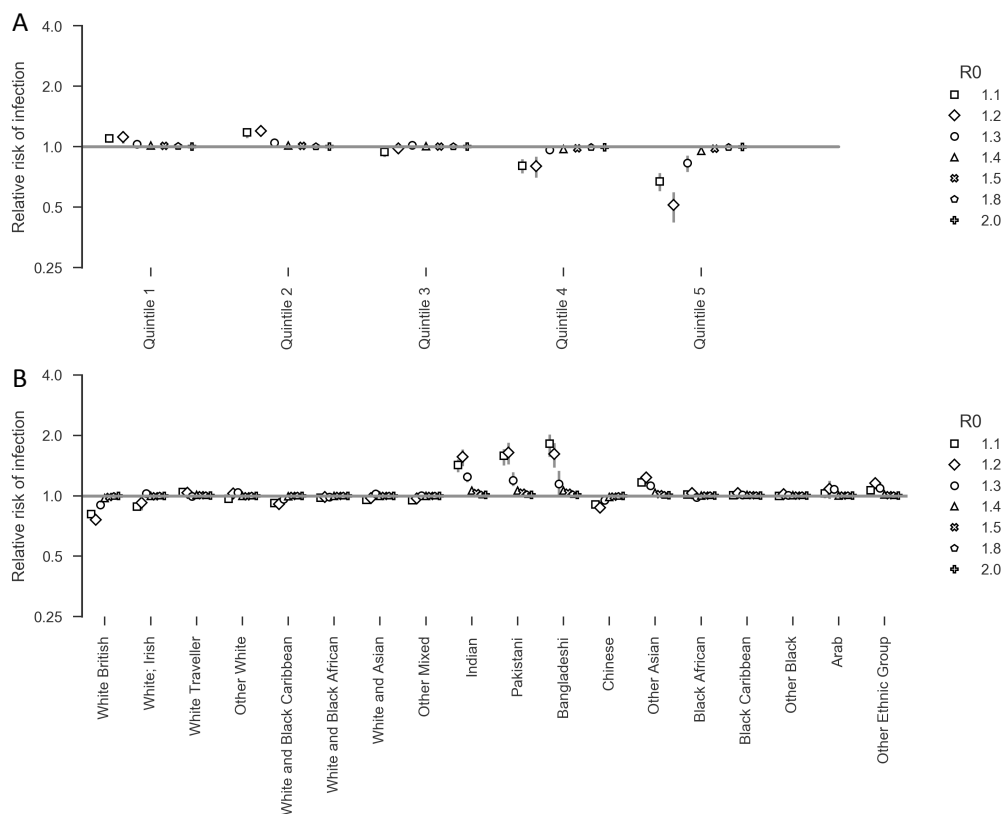 A
4.0
2.0
1.0
0.5
0.25
Relative risk of infection
Quintile 1
Quintile 2
Quintile 3
Quintile 4
Quintile 5
R0
1.1
1.2
1.3
1.4
1.5
1.8
2.0
B
4.0
2.0
1.0
0.5
0.25
Relative risk of infection
White British
White; Irish
White Traveller
Other White
White and Black Caribbean
White and Black African
White and Asian
Other Mixed
Indian
Pakistani
Bangladeshi
Chinese
Other Asian
Black African
Black Caribbean
Other Black
Arab
Other Ethnic Group
R0
1.1
1.2
1.3
1.4
1.5
1.8
2.0